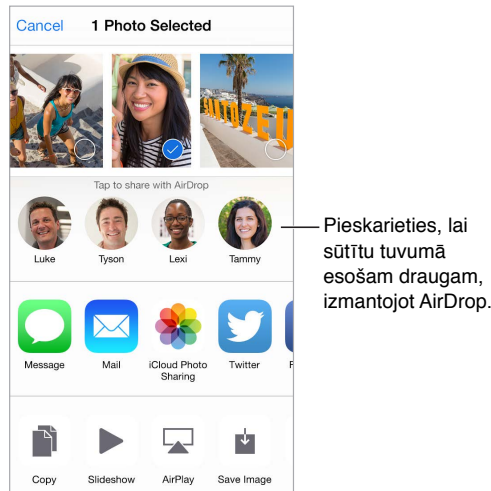 Cancel 1 Photo Selected
Tap to share with AirDrop
Luke Tyson Lexi Tammy
Pieskarieties, lai
sūtītu tuvumā
esošam draugam,
izmantojot AirDrop.
Message Mail iCloud Photo Twitter F
Sharing
Copy Slideshow AirPlay Save Image